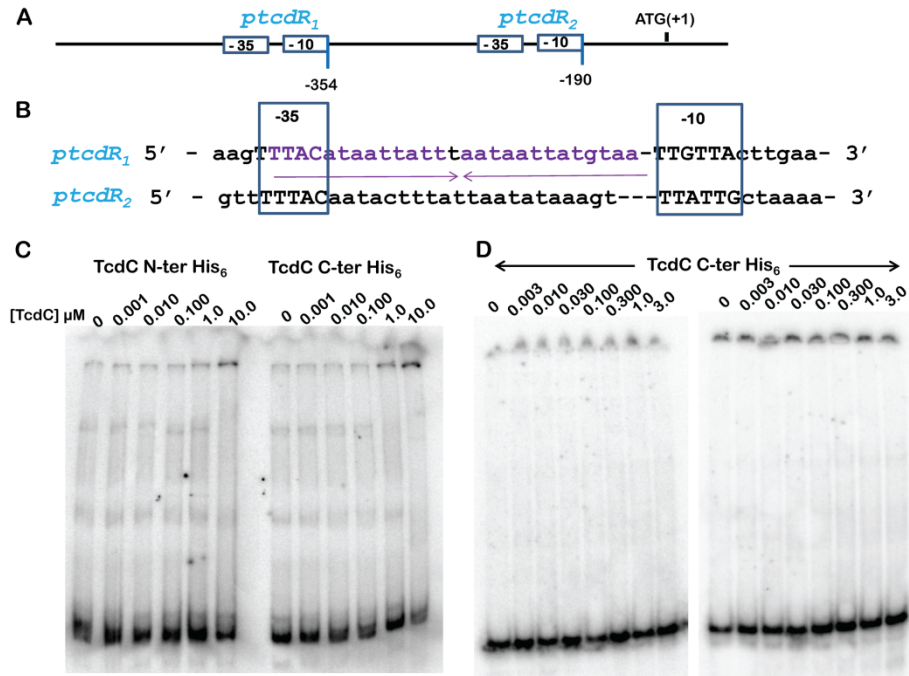 A
ptcdR1 ptcdR2 ATG(+1)
-35 -10 -35 -10
-354 -190
B
-35 -10
ptcdR1 5′ - aagTTTACataattatttaataattatgtaa-TTGTTActtgaa- 3′
ptcdR2 5′ - gttTTTACaatactttattaatataaagt---TTATTGctaaaa- 3′
C
TcdC N-ter His6 TcdC C-ter His6
[TcdC] µM 0 0.001 0.010 0.100 1.0 10.0 0 0.001 0.010 0.100 1.0 10.0
D
TcdC C-ter His6
0 0.003 0.010 0.030 0.100 0.300 1.0 3.0 0 0.003 0.010 0.030 0.100 0.300 1.0 3.0